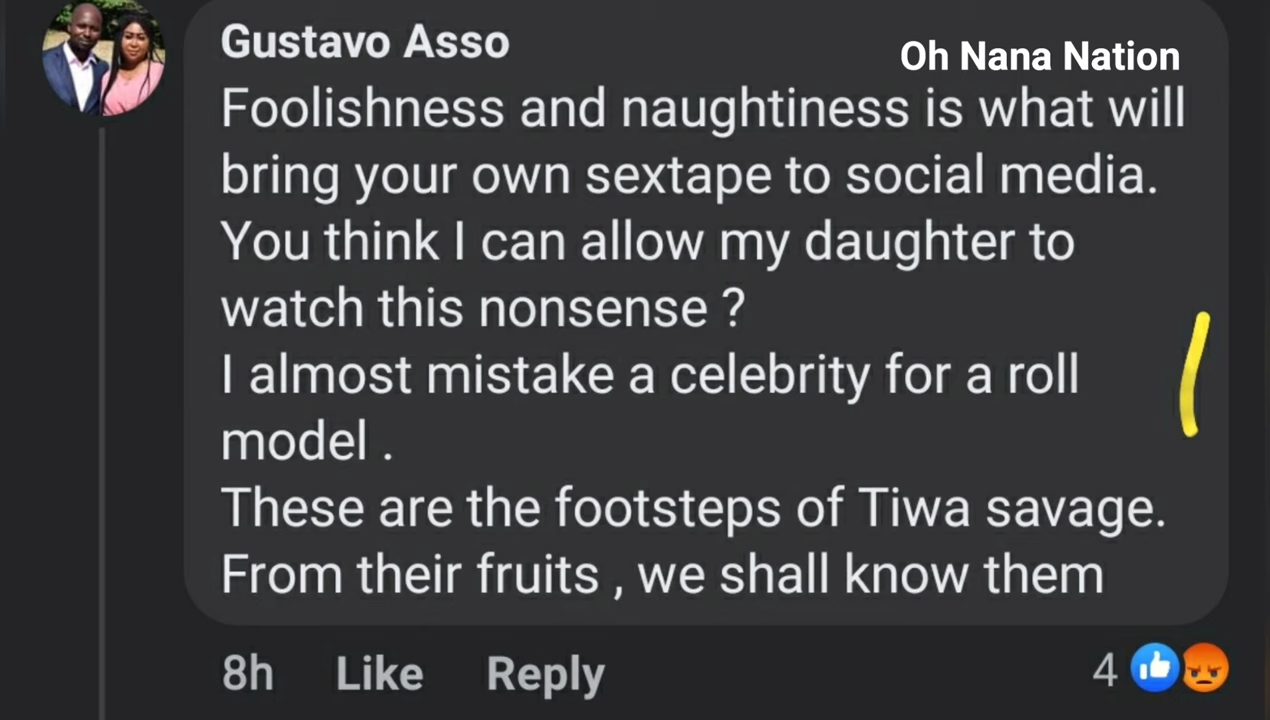 Gustavo Asso
Oh Nana Nation
Foolishness and naughtiness is what will
bring your own sextape to social media.
You think I can allow my daughter to
watch this nonsense ?
I almost mistake a celebrity for a roll
model .
These are the footsteps of Tiwa savage.
From their fruits , we shall know them
8h Like Reply 4